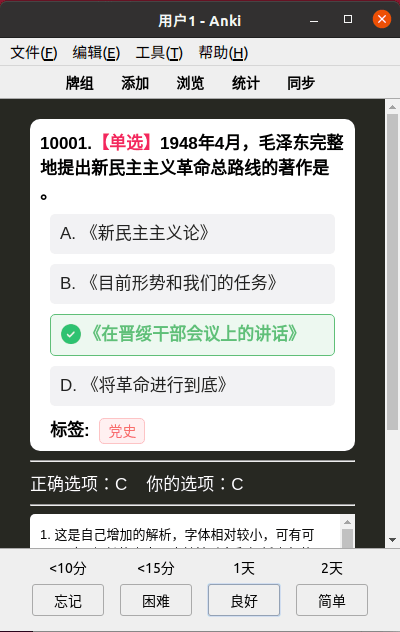 用户1 - Anki
文件(F) 编辑(E) 工具(T) 帮助(H)
牌组 添加 浏览 统计 同步
10001.【单选】1948年4月，毛泽东完整
地提出新民主主义革命总路线的著作是
。
A. 《新民主主义论》
B. 《目前形势和我们的任务》
《在晋绥干部会议上的讲话》
D. 《将革命进行到底》
标签: 党史
正确选项：C 你的选项：C
1. 这是自己增加的解析，字体相对较小，可有可
<10分 <15分 1天 2天
忘记 困难 良好 简单